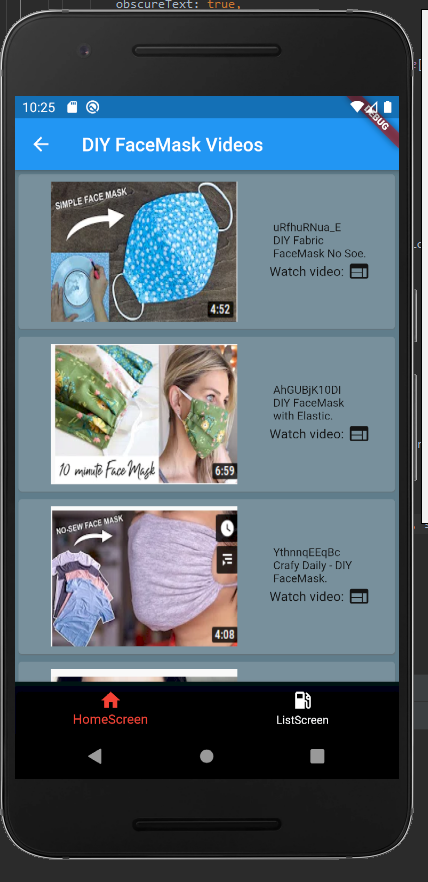 obscureText: true,
10:25
DEBUG
DIY FaceMask Videos
SIMPLE FACE MASK
4:52
uRfhuRNua_E
DIY Fabric
FaceMask No Soe.
Watch video:
10 minute Face Mask
6:59
AhGUBjK10DI
DIY FaceMask
with Elastic.
Watch video:
NO-SEW FACE MASK
4:08
YthnnqEEqBc
Crafy Daily - DIY
FaceMask.
Watch video:
HomeScreen
ListScreen